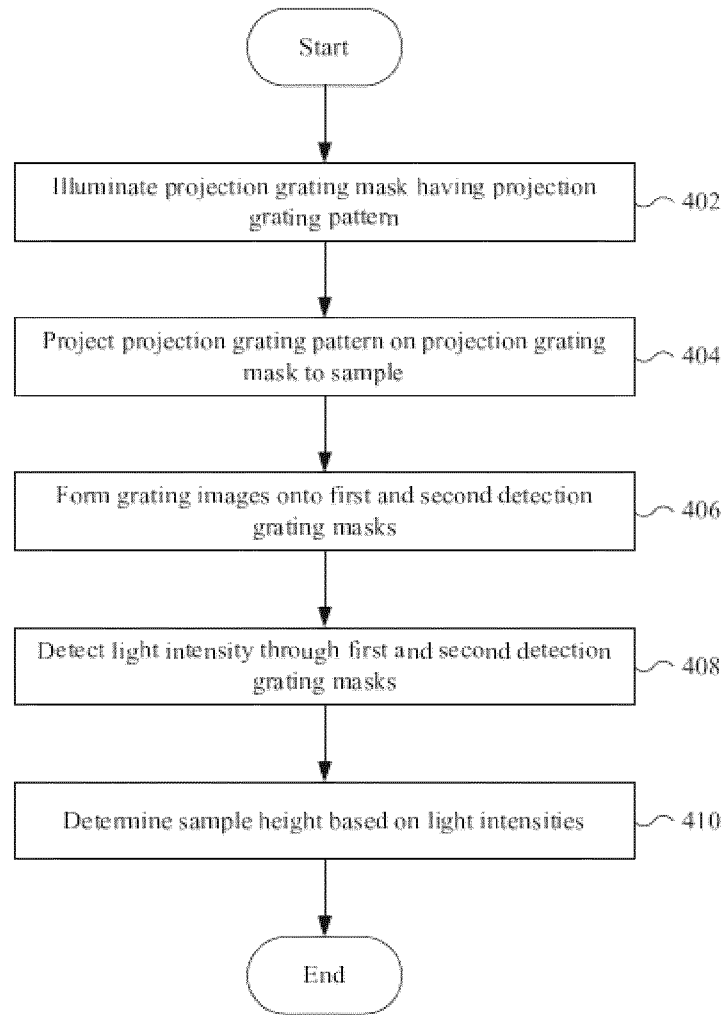 Start
Illuminate projection grating mask having projection
grating pattern
402
Project projection grating pattern on projection grating
mask to sample
404
Form grating images onto first and second detection
grating masks
406
Detect light intensity through first and second detection
grating masks
408
Determine sample height based on light intensities
410
End